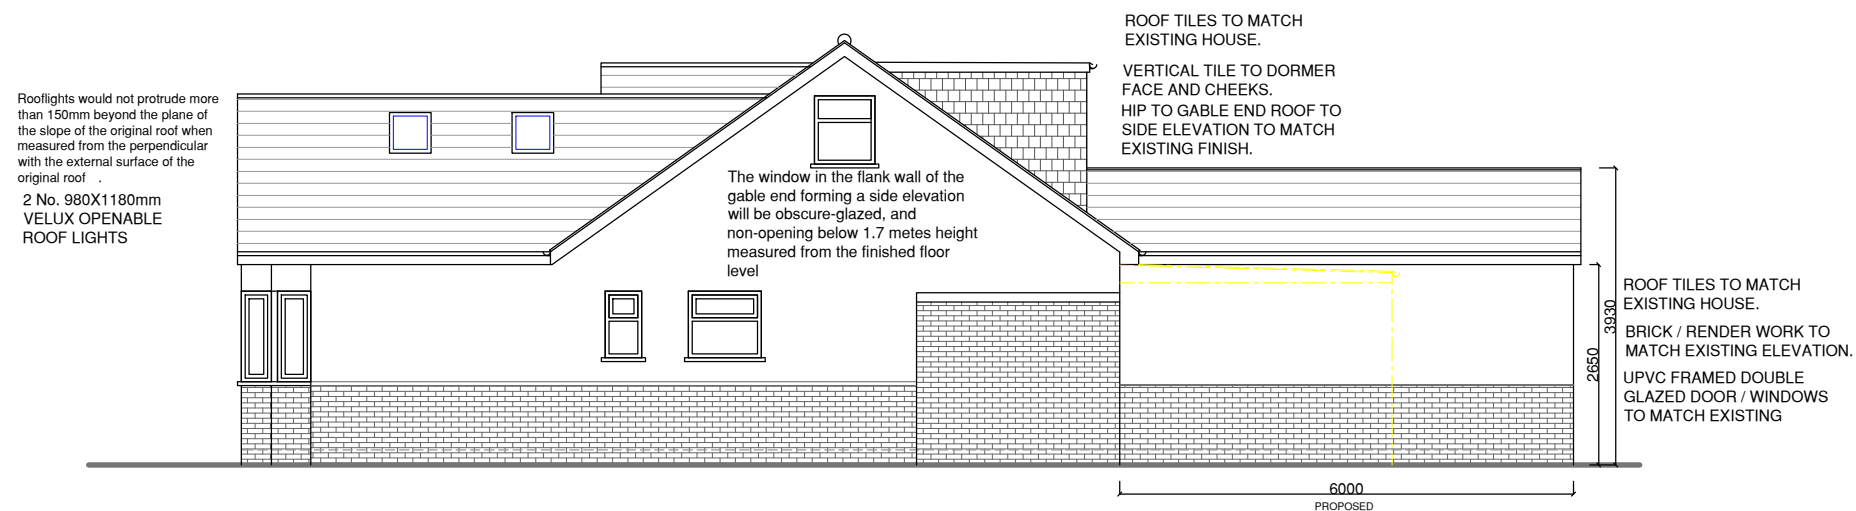 ROOF TILES TO MATCH
EXISTING HOUSE.
VERTICAL TILE TO DORMER
FACE AND CHEEKS.
HIP TO GABLE END ROOF TO
SIDE ELEVATION TO MATCH
EXISTING FINISH.
Rooflights would not protrude more
than 150mm beyond the plane of
the slope of the original roof when
measured from the perpendicular
with the external surface of the
original roof .
2 No. 980X1180mm
VELUX OPENABLE
ROOF LIGHTS
The window in the flank wall of the
gable end forming a side elevation
will be obscure-glazed, and
non-opening below 1.7 metes height
measured from the finished floor
level
ROOF TILES TO MATCH
EXISTING HOUSE.
BRICK / RENDER WORK TO
MATCH EXISTING ELEVATION.
UPVC FRAMED DOUBLE
GLAZED DOOR / WINDOWS
TO MATCH EXISTING
3930
2650
6000
PROPOSED